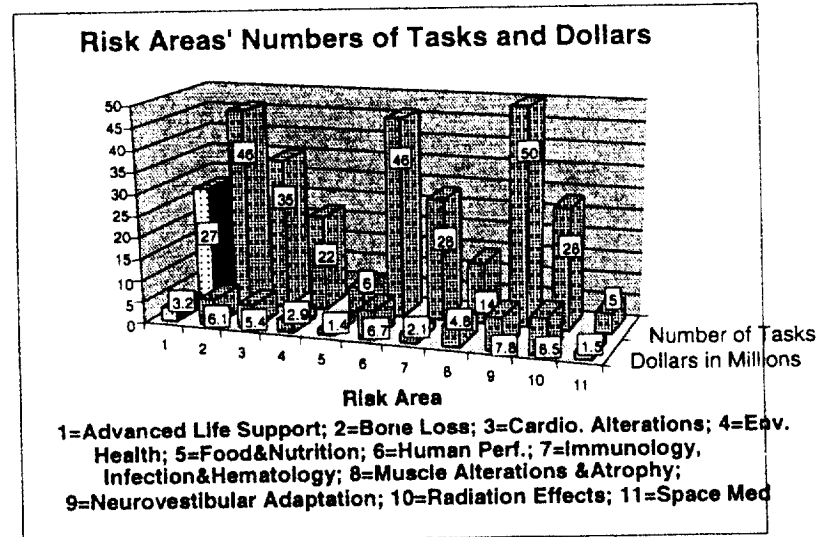 Risk Areas' Numbers of Tasks and Dollars
50
45
40
35
30
25
20
15
10
5
0
27 46 35 22 6 46 28 14 50 28 5
3.2 6.1 5.4 2.9 1.4 6.7 2.1 4.8 7.8 1.5
1 2 3 4 5 6 7 8 9 10 11
Number of Tasks
Dollars in Millions
Risk Area
1=Advanced Life Support; 2=Bone Loss; 3=Cardio. Alterations; 4=Env.
Health; 5=Food&Nutrition; 6=Human Perf.; 7=Immunology,
Infection&Hematology; 8=Muscle Alterations &Atrophy;
9=Neurovestibular Adaptation; 10=Radiation Effects; 11=Space Med